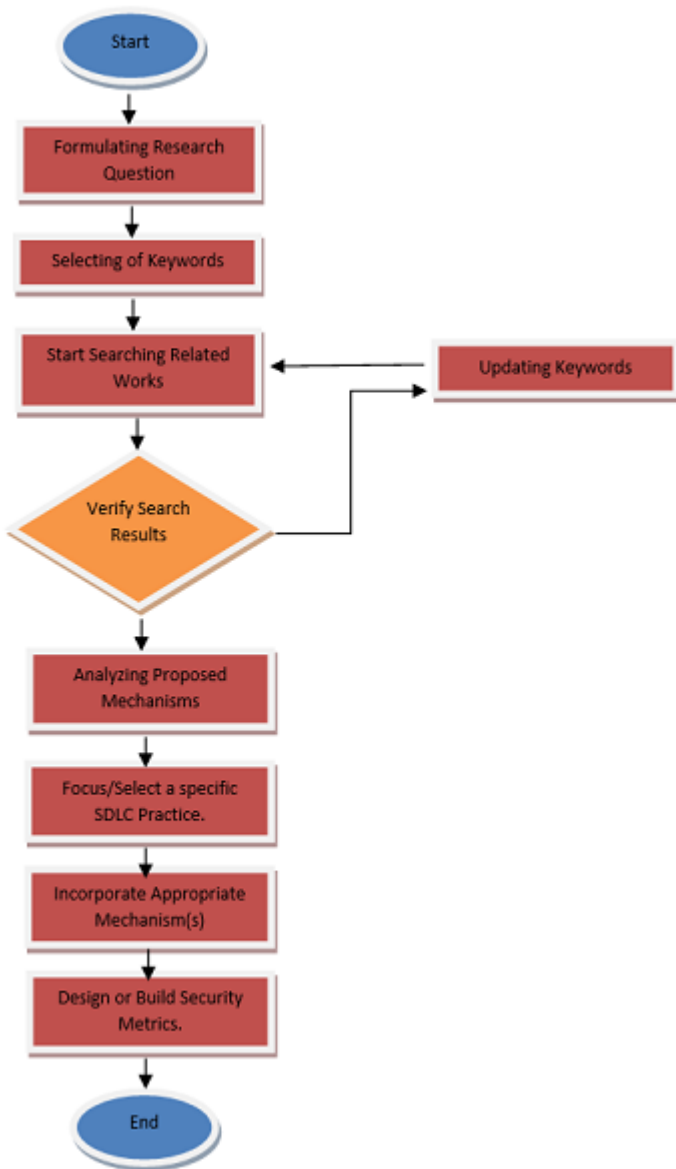 Start
Formulating Research
Question
Selecting of Keywords
Start Searching Related
Works
Updating Keywords
Verify Search
Results
Analyzing Proposed
Mechanisms
Focus/Select a specific
SDLC Practice.
Incorporate Appropriate
Mechanism(s)
Design or Build Security
Metrics.
End